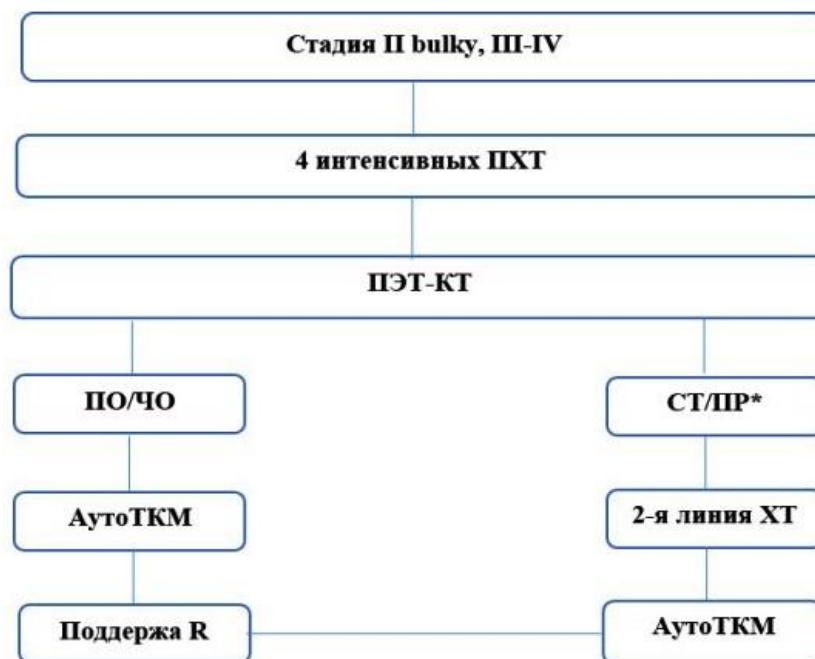 Стадия II bulky, III-IV
4 интенсивных ПХТ
ПЭТ-КТ
ПО/ЧО
СТ/ПР*
АутоТКМ
2-я линия ХТ
Поддержа R
АутоТКМ